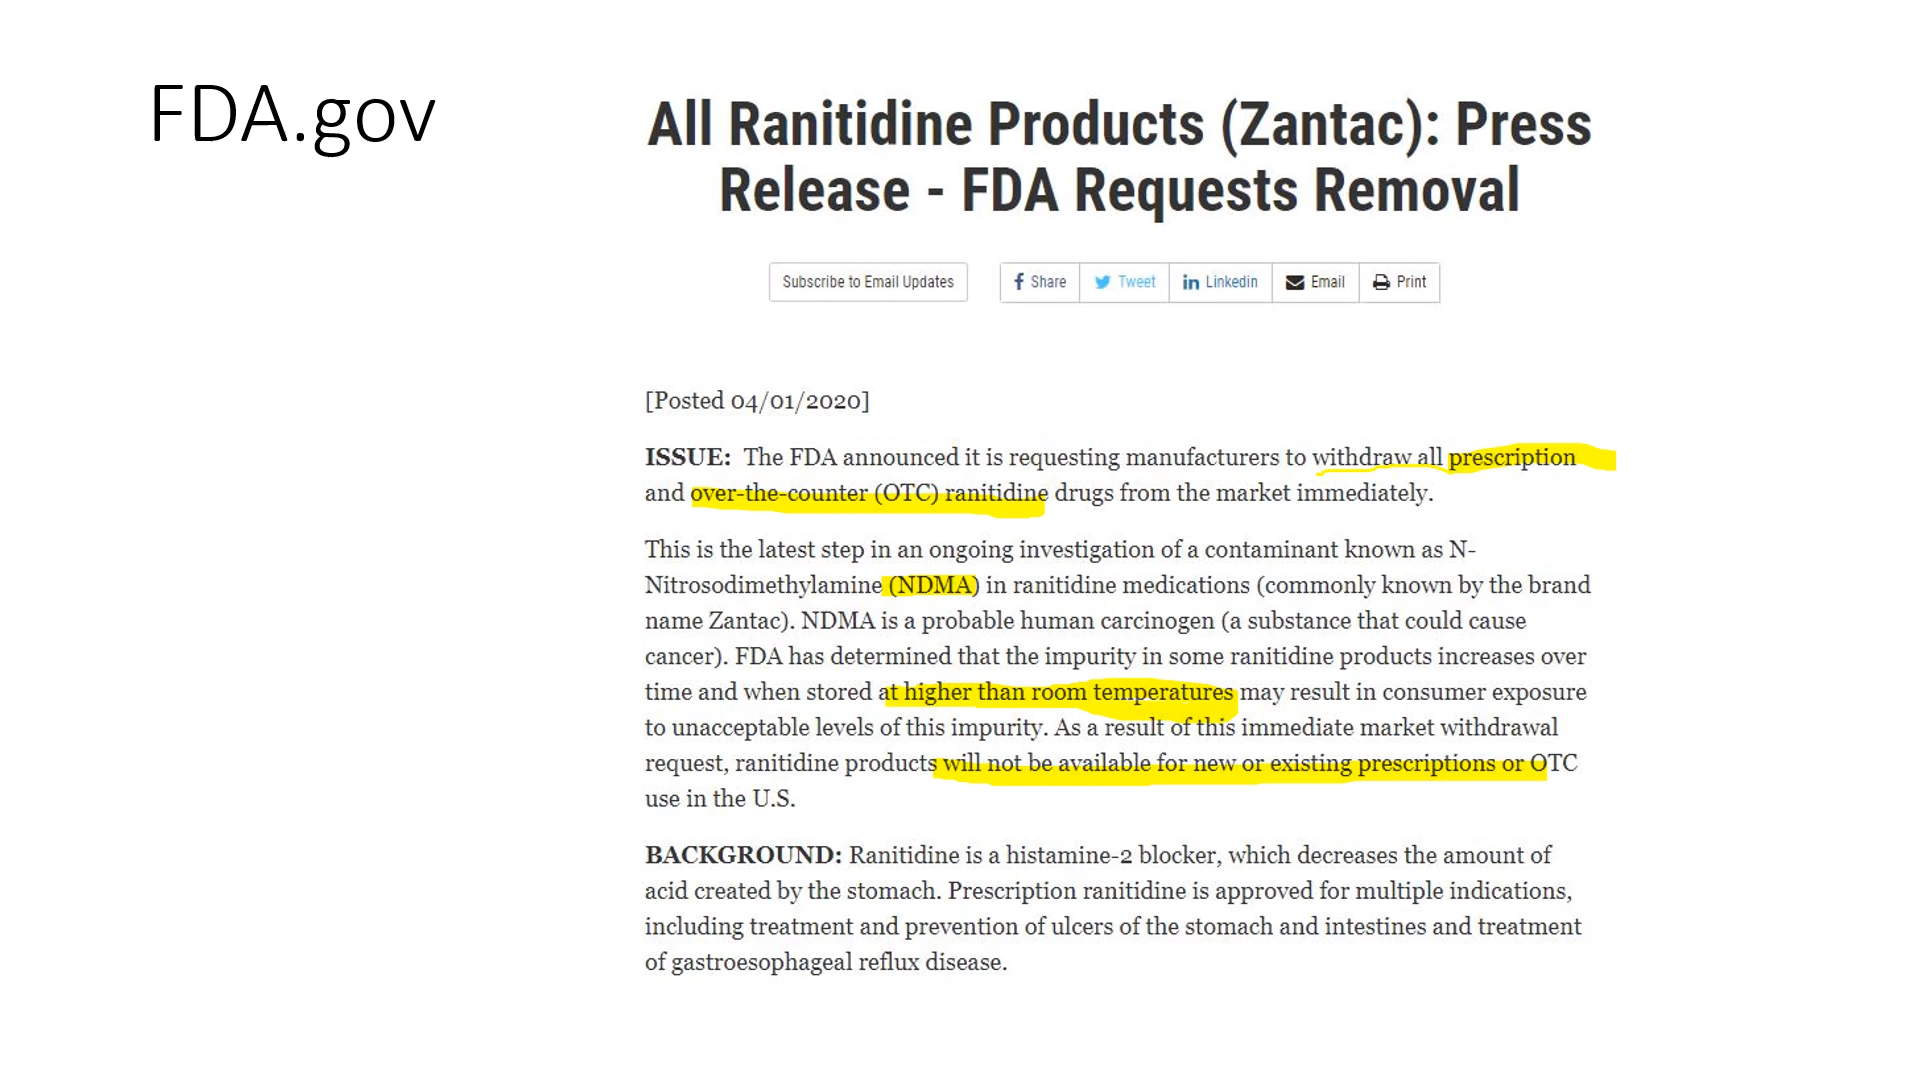 FDA.gov
All Ranitidine Products (Zantac): Press
Release - FDA Requests Removal
Subscribe to Email Updates
Share
Tweet
Linkedin
Email
Print
[Posted 04/01/2020]
ISSUE: The FDA announced it is requesting manufacturers to withdraw all prescription
and over-the-counter (OTC) ranitidine drugs from the market immediately.
This is the latest step in an ongoing investigation of a contaminant known as N-
Nitrosodimethylamine (NDMA) in ranitidine medications (commonly known by the brand
name Zantac). NDMA is a probable human carcinogen (a substance that could cause
cancer). FDA has determined that the impurity in some ranitidine products increases over
time and when stored at higher than room temperatures may result in consumer exposure
to unacceptable levels of this impurity. As a result of this immediate market withdrawal
request, ranitidine products will not be available for new or existing prescriptions or OTC
use in the U.S.
BACKGROUND: Ranitidine is a histamine-2 blocker, which decreases the amount of
acid created by the stomach. Prescription ranitidine is approved for multiple indications,
including treatment and prevention of ulcers of the stomach and intestines and treatment
of gastroesophageal reflux disease.